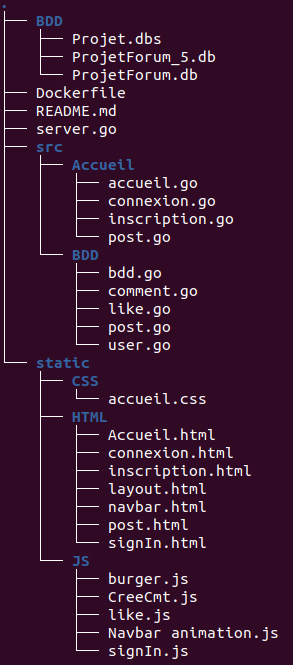 .
├── BDD
│   ├── Projet.dbs
│   ├── ProjetForum_5.db
│   └── ProjetForum.db
├── Dockerfile
├── README.md
├── server.go
├── src
│   ├── Accueil
│   │   ├── accueil.go
│   │   ├── connexion.go
│   │   ├── inscription.go
│   │   └── post.go
│   └── BDD
│       ├── bdd.go
│       ├── comment.go
│       ├── like.go
│       ├── post.go
│       └── user.go
└── static
    ├── CSS
    │   └── accueil.css
    ├── HTML
    │   ├── Accueil.html
    │   ├── connexion.html
    │   ├── inscription.html
    │   ├── layout.html
    │   ├── navbar.html
    │   ├── post.html
    │   └── signIn.html
    └── JS
        ├── burger.js
        ├── CreeCmt.js
        ├── like.js
        ├── Navbar animation.js
        └── signIn.js